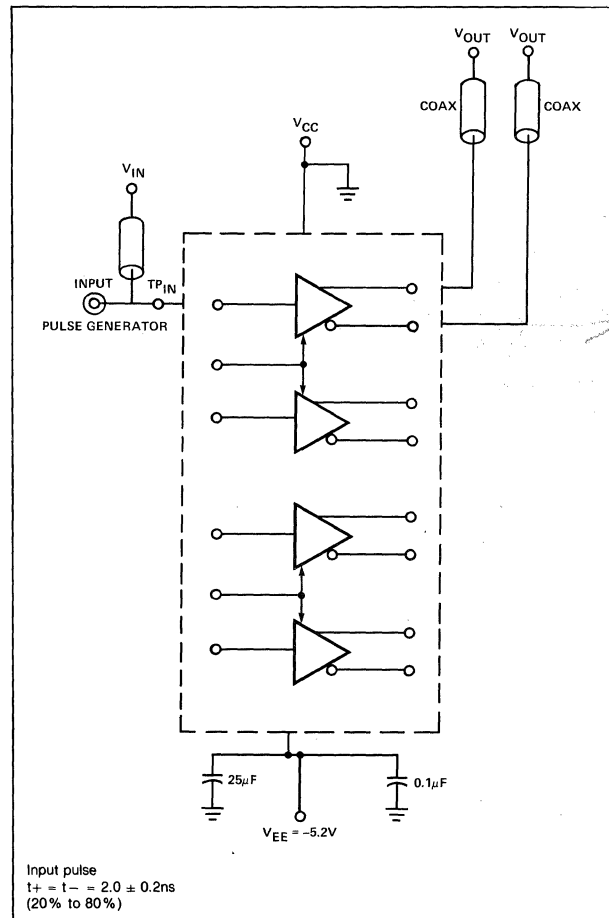 VOUT VOUT
COAX COAX
VCC
VIN
INPUT TPIN
PULSE GENERATOR
25μF 0.1μF
VEE = −5.2V
Input pulse
t+ = t− = 2.0 ± 0.2ns
(20% to 80%)